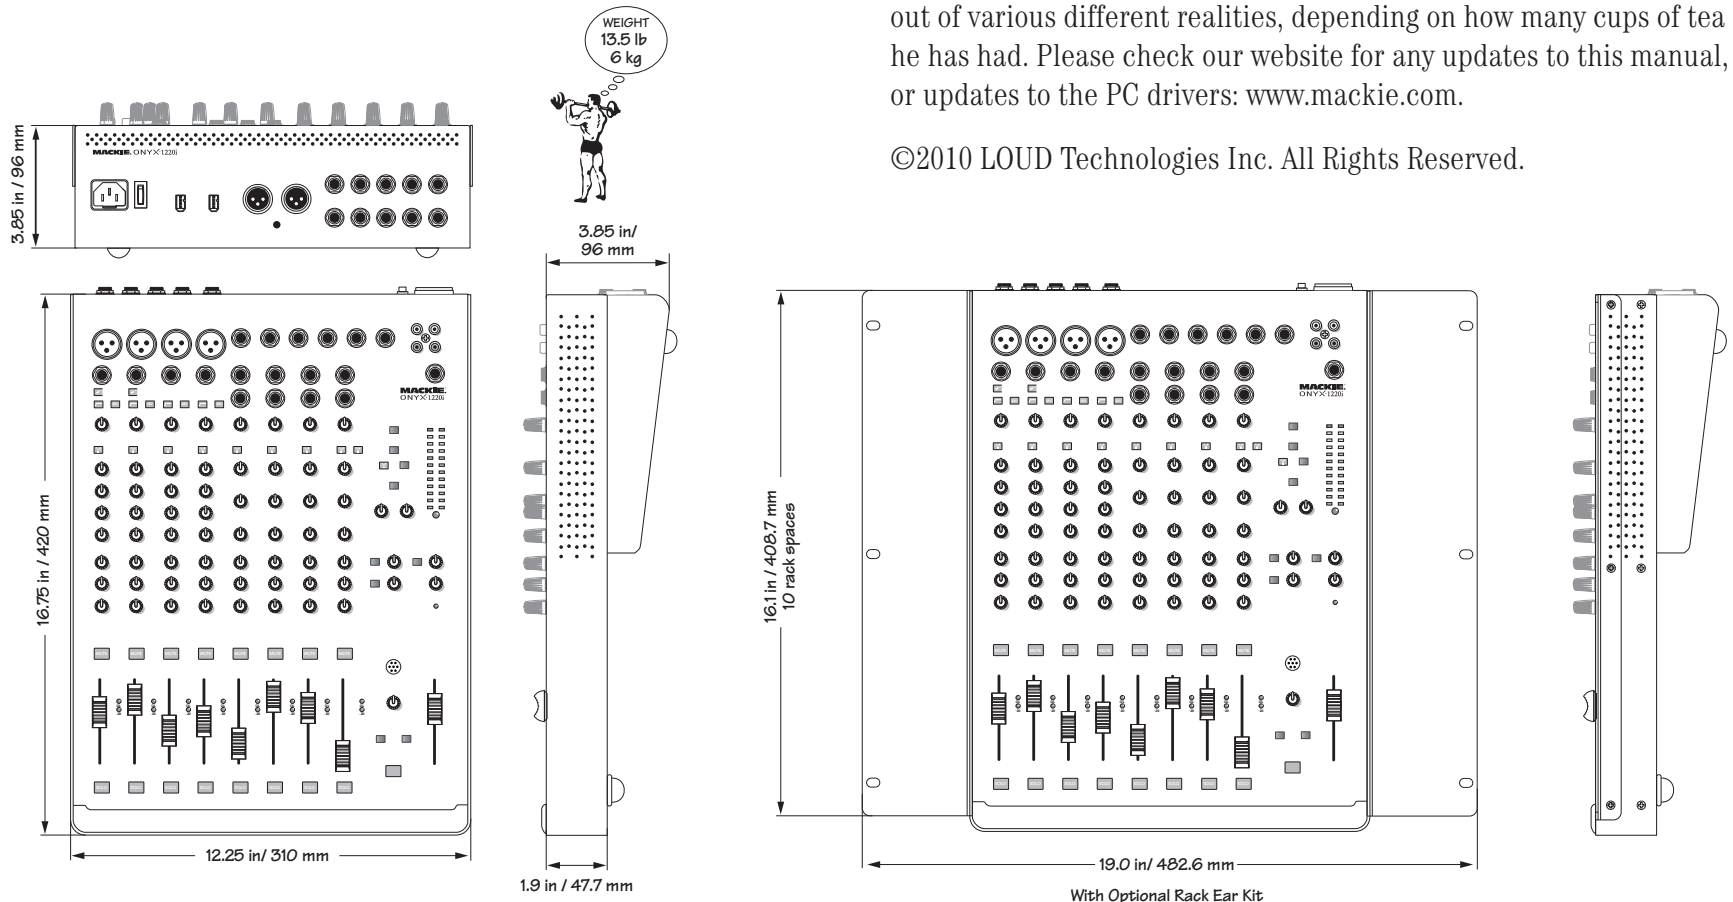 out of various different realities, depending on how many cups of tea
he has had. Please check our website for any updates to this manual,
or updates to the PC drivers: www.mackie.com.
©2010 LOUD Technologies Inc. All Rights Reserved.
WEIGHT
13.5 lb
6 kg
3.85 in / 96 mm
MACKIE. ONYX·1220i
3.85 in/
96 mm
16.75 in / 420 mm
MACKIE.
ONYX·1220i
12.25 in/ 310 mm
1.9 in / 47.7 mm
16.1 in / 408.7 mm
10 rack spaces
MACKIE.
ONYX·1220i
19.0 in/ 482.6 mm
With Optional Rack Ear Kit